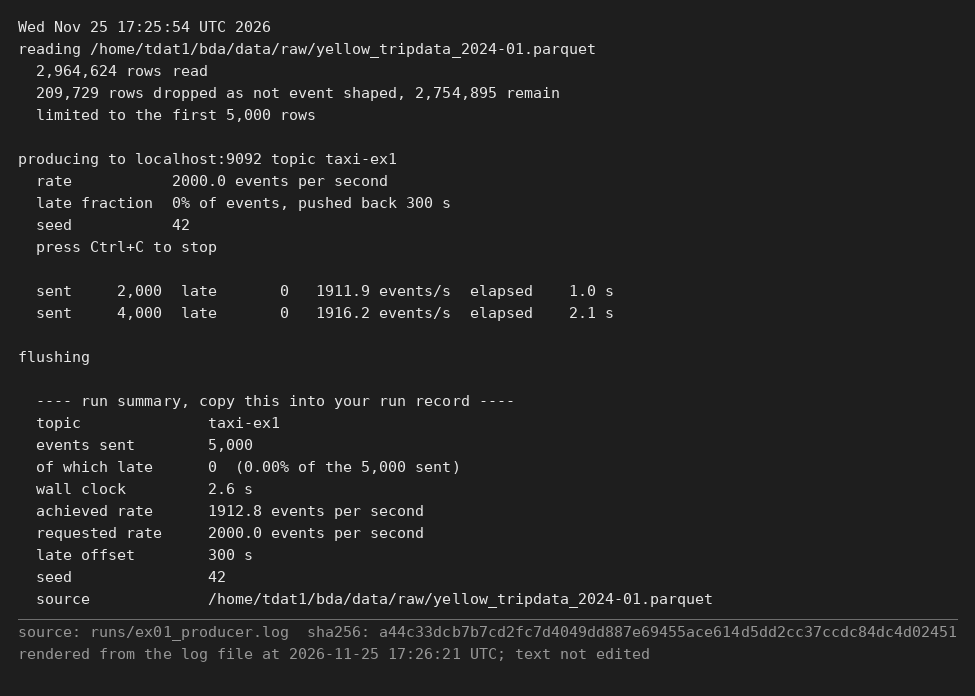 Wed Nov 25 17:25:54 UTC 2026
reading /home/tdat1/bda/data/raw/yellow_tripdata_2024-01.parquet
  2,964,624 rows read
  209,729 rows dropped as not event shaped, 2,754,895 remain
  limited to the first 5,000 rows

producing to localhost:9092 topic taxi-ex1
  rate           2000.0 events per second
  late fraction  0% of events, pushed back 300 s
  seed           42
  press Ctrl+C to stop

  sent     2,000  late       0   1911.9 events/s  elapsed    1.0 s
  sent     4,000  late       0   1916.2 events/s  elapsed    2.1 s

flushing

  ---- run summary, copy this into your run record ----
  topic              taxi-ex1
  events sent        5,000
  of which late      0  (0.00% of the 5,000 sent)
  wall clock         2.6 s
  achieved rate      1912.8 events per second
  requested rate     2000.0 events per second
  late offset        300 s
  seed               42
  source             /home/tdat1/bda/data/raw/yellow_tripdata_2024-01.parquet
source: runs/ex01_producer.log  sha256: a44c33dcb7b7cd2fc7d4049dd887e69455ace614d5dd2cc37ccdc84dc4d02451
rendered from the log file at 2026-11-25 17:26:21 UTC; text not edited